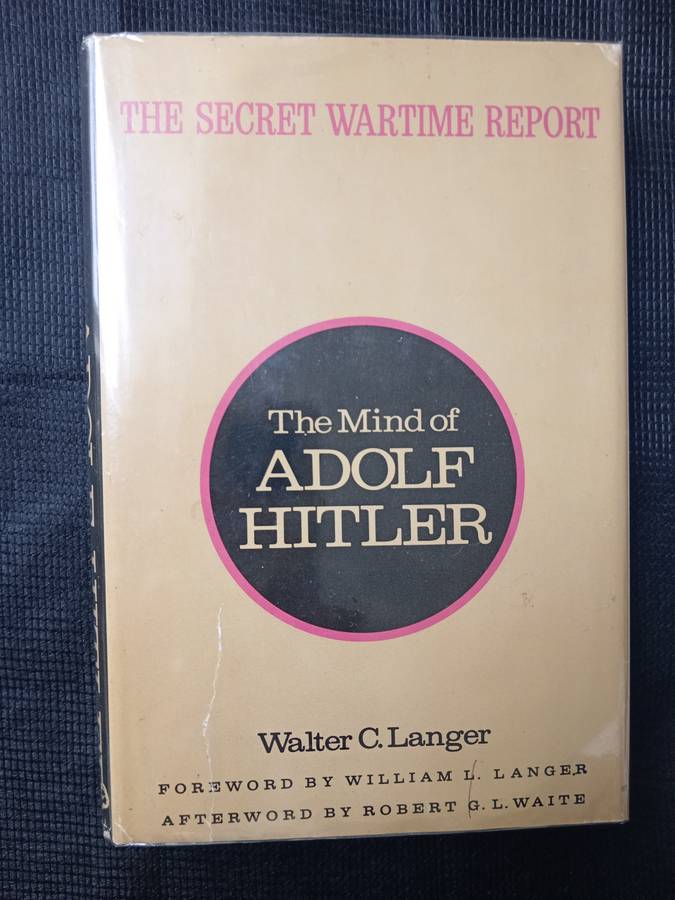 THE SECRET WARTIME REPORT
The Mind of
ADOLF
HITLER
Walter C. Langer
FOREWORD BY WILLIAM L. LANGER
AFTERWORD BY ROBERT G. L. WAITE